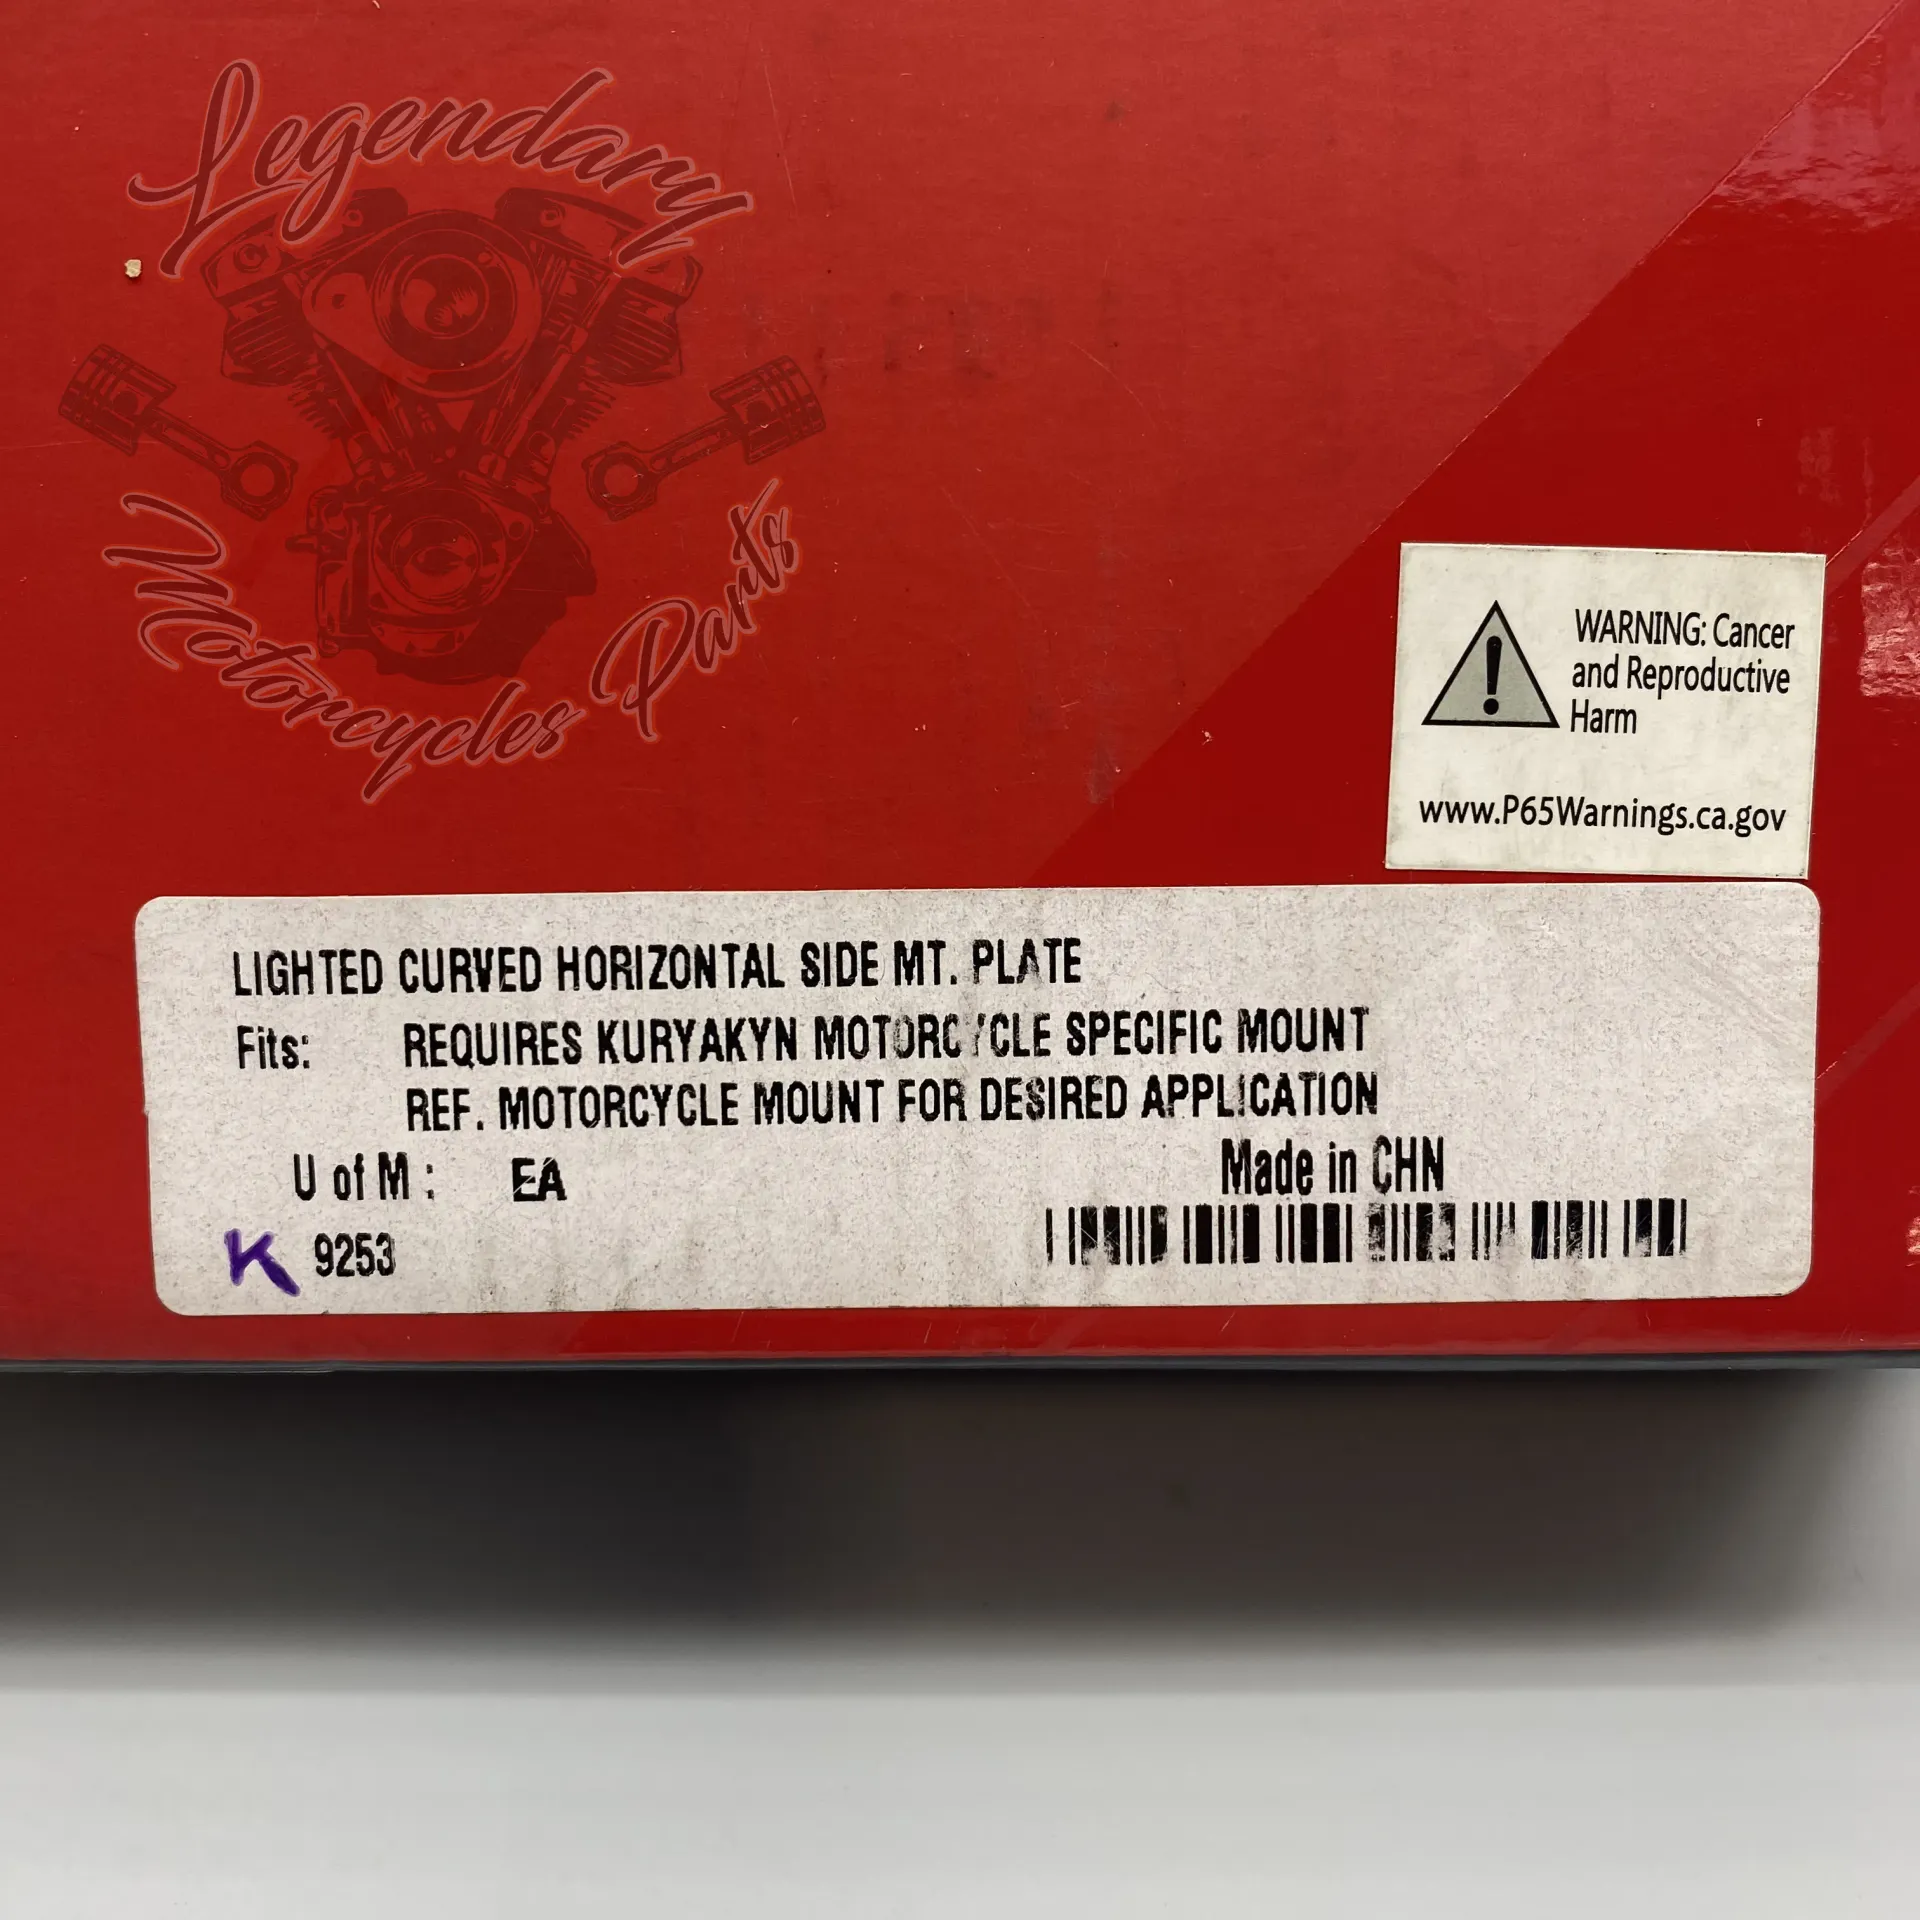 Legendary
Motorcycles Parts
WARNING: Cancer
and Reproductive
Harm
www.P65Warnings.ca.gov
LIGHTED CURVED HORIZONTAL SIDE MT. PLATE
Fits: REQUIRES KURYAKYN MOTORCYCLE SPECIFIC MOUNT
REF. MOTORCYCLE MOUNT FOR DESIRED APPLICATION
U of M : EA
Made in CHN
K 9253